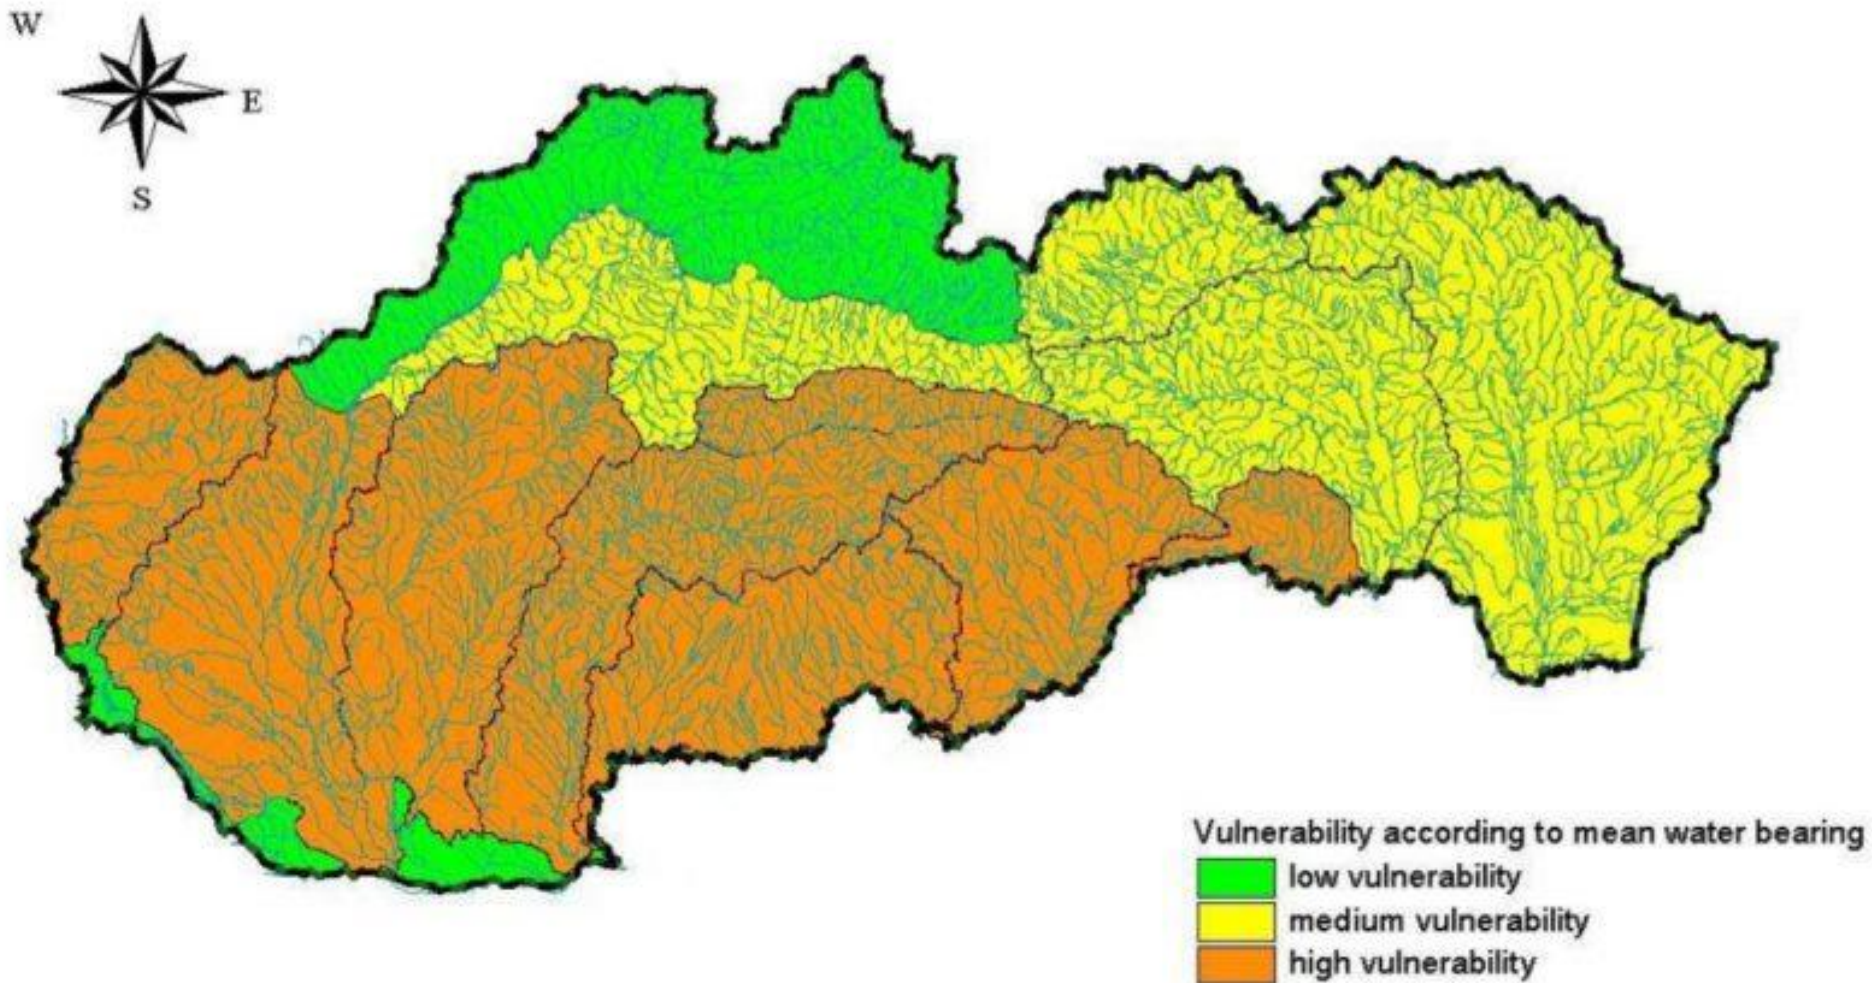 W
E
S
Vulnerability according to mean water bearing
low vulnerability
medium vulnerability
high vulnerability